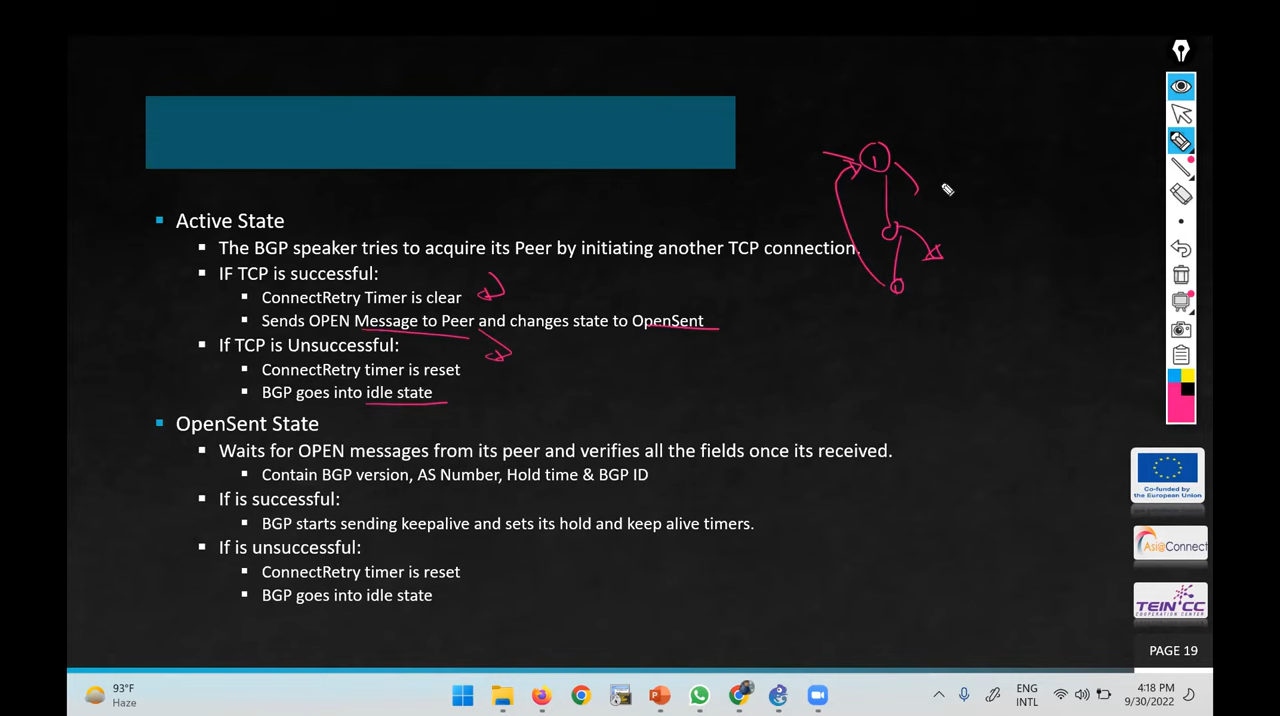 Active State
The BGP speaker tries to acquire its Peer by initiating another TCP connection.
IF TCP is successful:
ConnectRetry Timer is clear
Sends OPEN Message to Peer and changes state to OpenSent
If TCP is Unsuccessful:
ConnectRetry timer is reset
BGP goes into idle state
OpenSent State
Waits for OPEN messages from its peer and verifies all the fields once its received.
Contain BGP version, AS Number, Hold time & BGP ID
If is successful:
BGP starts sending keepalive and sets its hold and keep alive timers.
If is unsuccessful:
ConnectRetry timer is reset
BGP goes into idle state
Co-funded by
the European Union
Asi@Connect
TEIN*CC
COOPERATION CENTER
PAGE 19
93°F
Haze
ENG
INTL
4:18 PM
9/30/2022